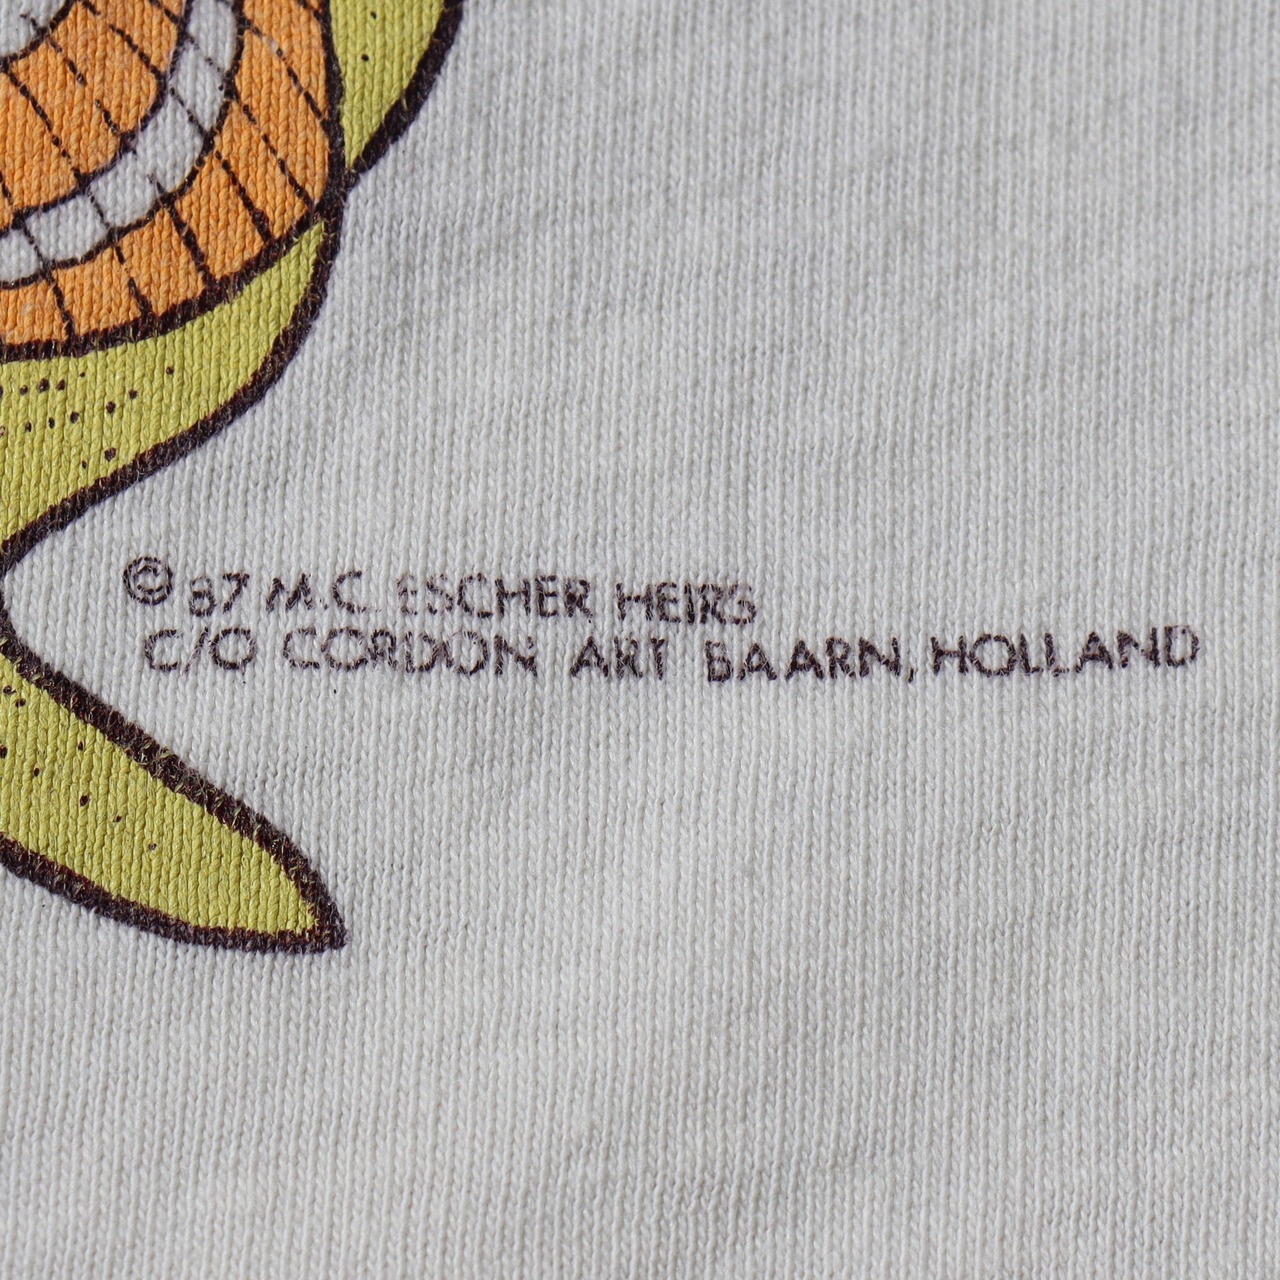 © 87 M.C. ESCHER HEIRS
C/O CORDON ART BAARN, HOLLAND